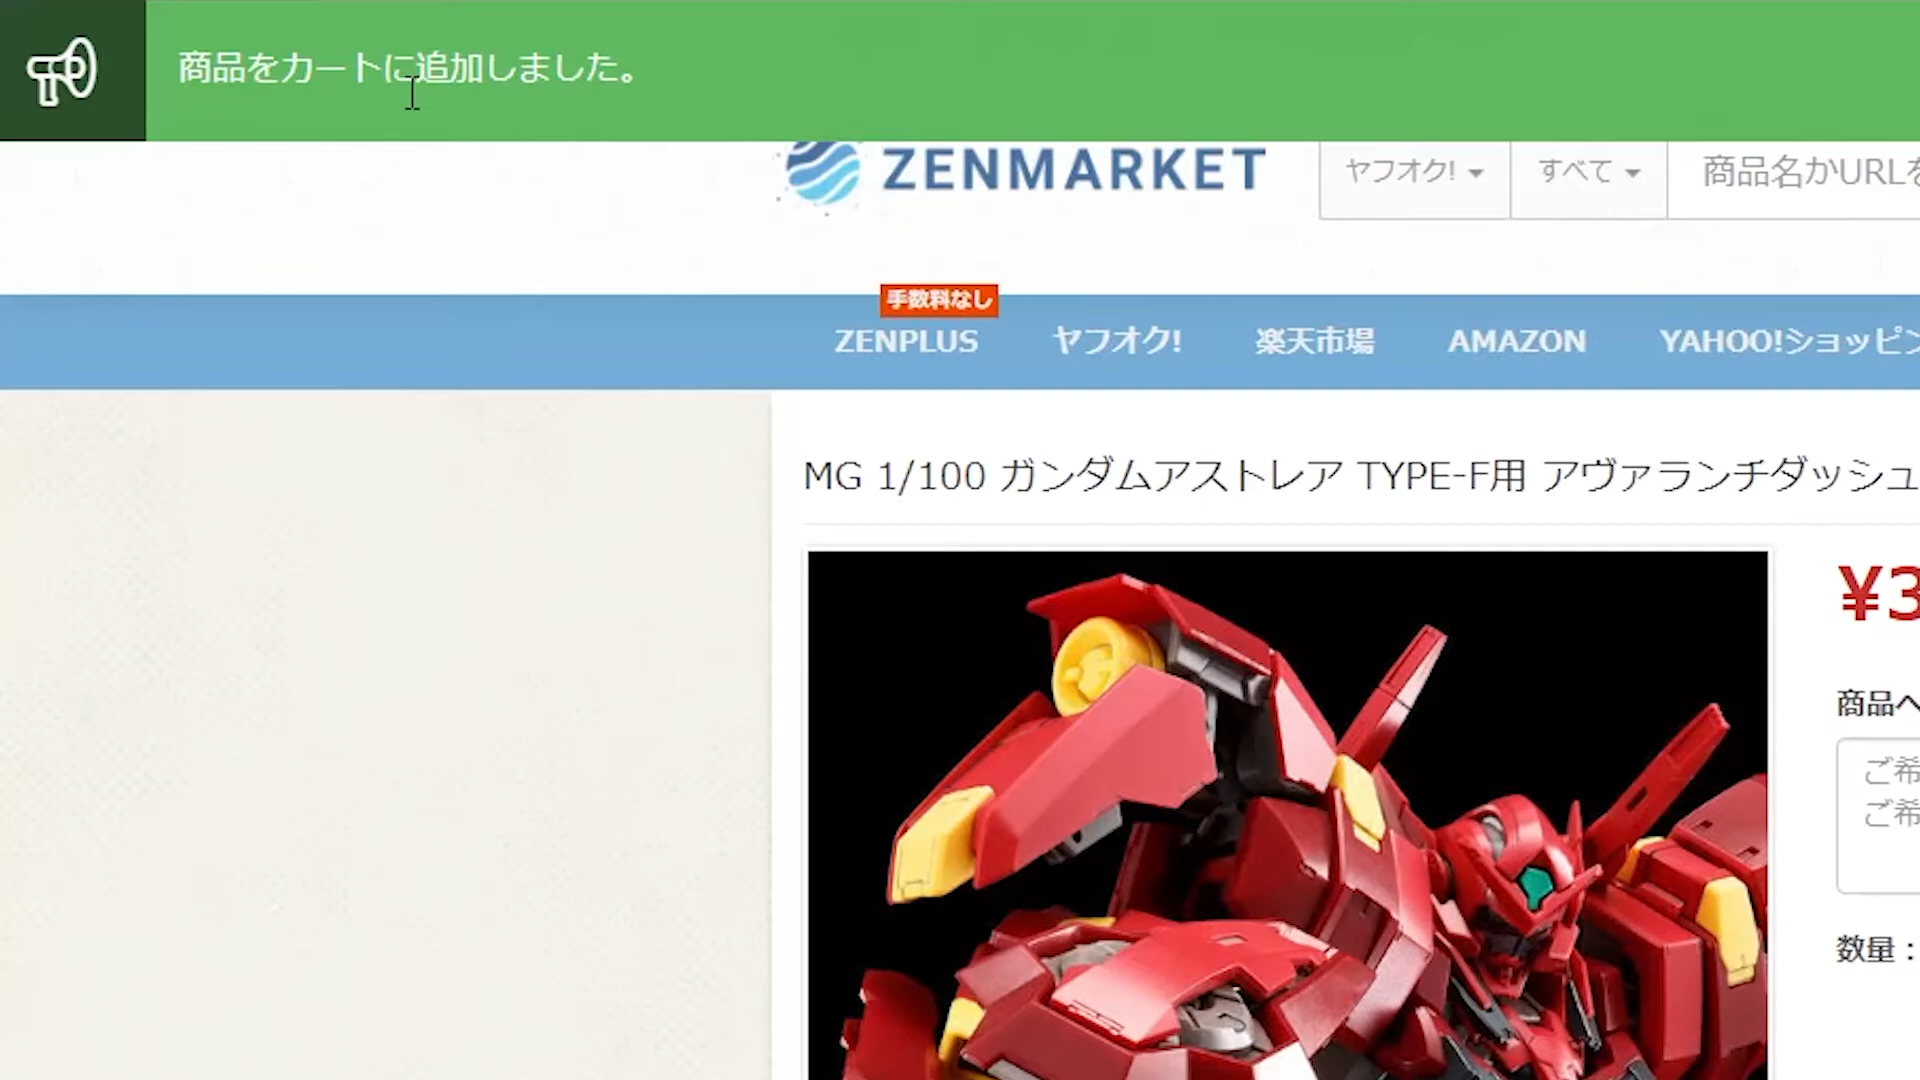 商品をカートに追加しました。
ZENMARKET
ヤフオク! すべて 商品名かURLを
手数料なし
ZENPLUS ヤフオク! 楽天市場 AMAZON YAHOO!ショッピン
MG 1/100 ガンダムアストレア TYPE-F用 アヴァランチダッシュ
¥3
商品へ
ご希
ご希
数量：